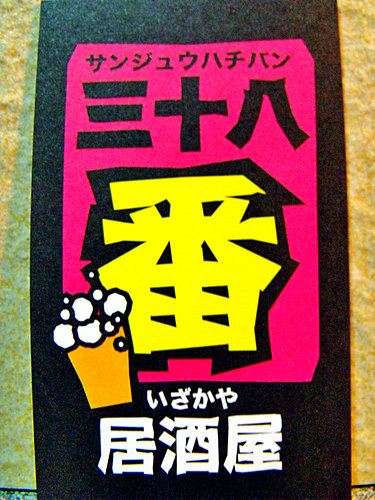 サンジュウハチバン
三十八
番
いざかや
居酒屋